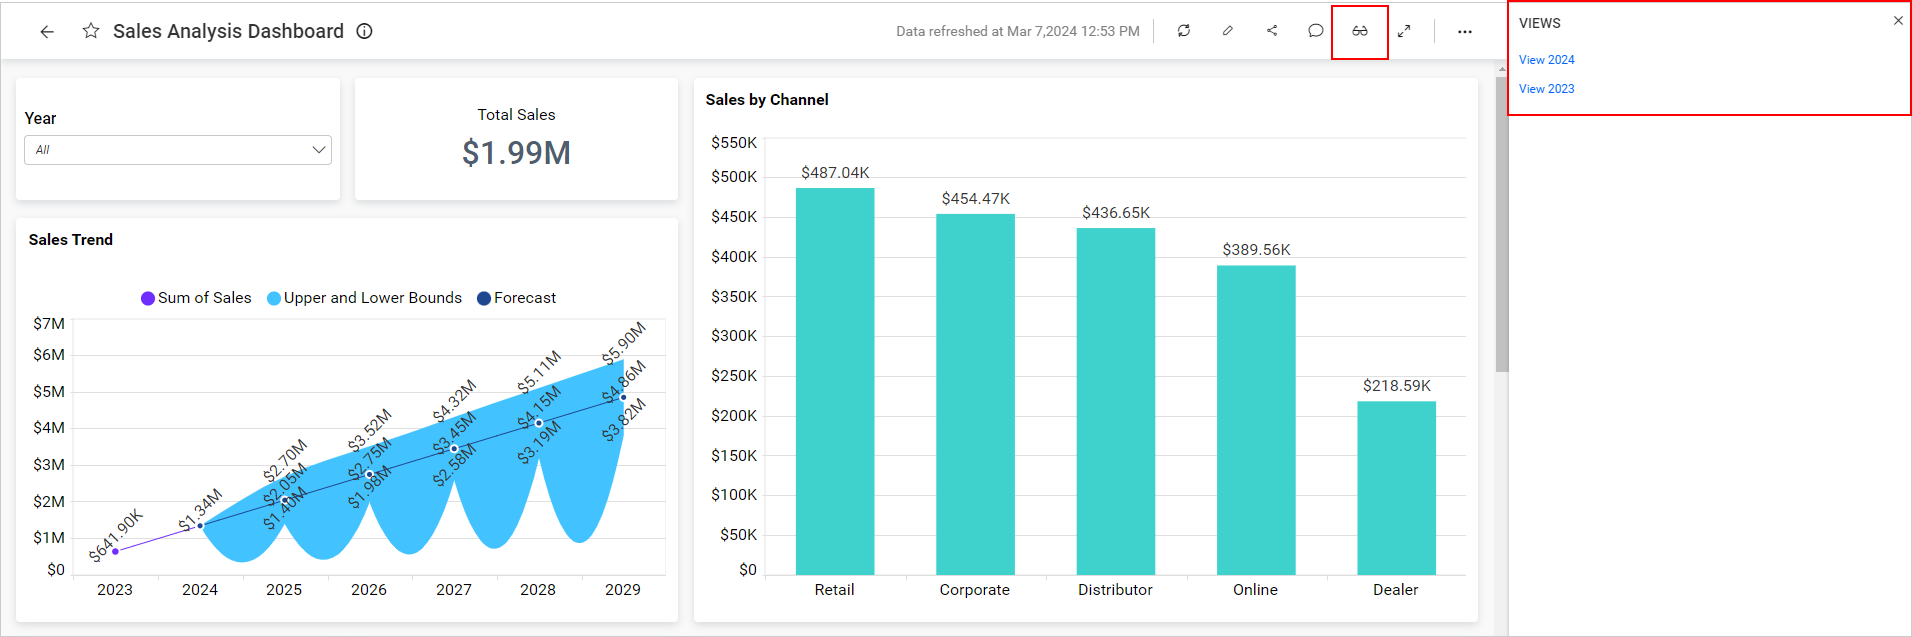 Sales Analysis Dashboard
Data refreshed at Mar 7,2024 12:53 PM
VIEWS
View 2024
View 2023
Year
All
Total Sales
$1.99M
Sales Trend
Sum of Sales
Upper and Lower Bounds
Forecast
$7M
$6M
$5M
$4M
$3M
$2M
$1M
$0
$641.90K
$1.34M
$2.70M
$2.05M
$1.40M
$3.52M
$2.75M
$1.98M
$4.32M
$3.45M
$2.58M
$5.11M
$4.15M
$3.19M
$5.90M
$4.86M
$3.82M
2023
2024
2025
2026
2027
2028
2029
Sales by Channel
$550K
$500K
$450K
$400K
$350K
$300K
$250K
$200K
$150K
$100K
$50K
$0
$487.04K
$454.47K
$436.65K
$389.56K
$218.59K
Retail
Corporate
Distributor
Online
Dealer